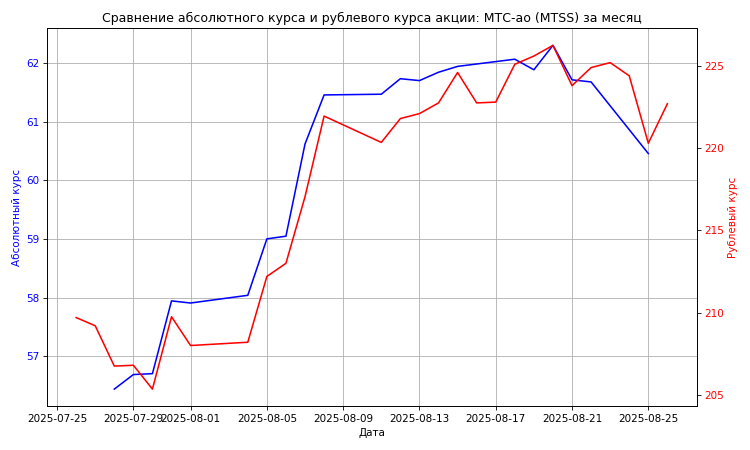 Сравнение абсолютного курса и рублевого курса акции: МТС-ао (MTSS) за месяц
62
61
60
59
58
57
Абсолютный курс
225
220
215
210
205
Рублевый курс
2025-07-25 2025-07-29 2025-08-01 2025-08-05 2025-08-09 2025-08-13 2025-08-17 2025-08-21 2025-08-25
Дата